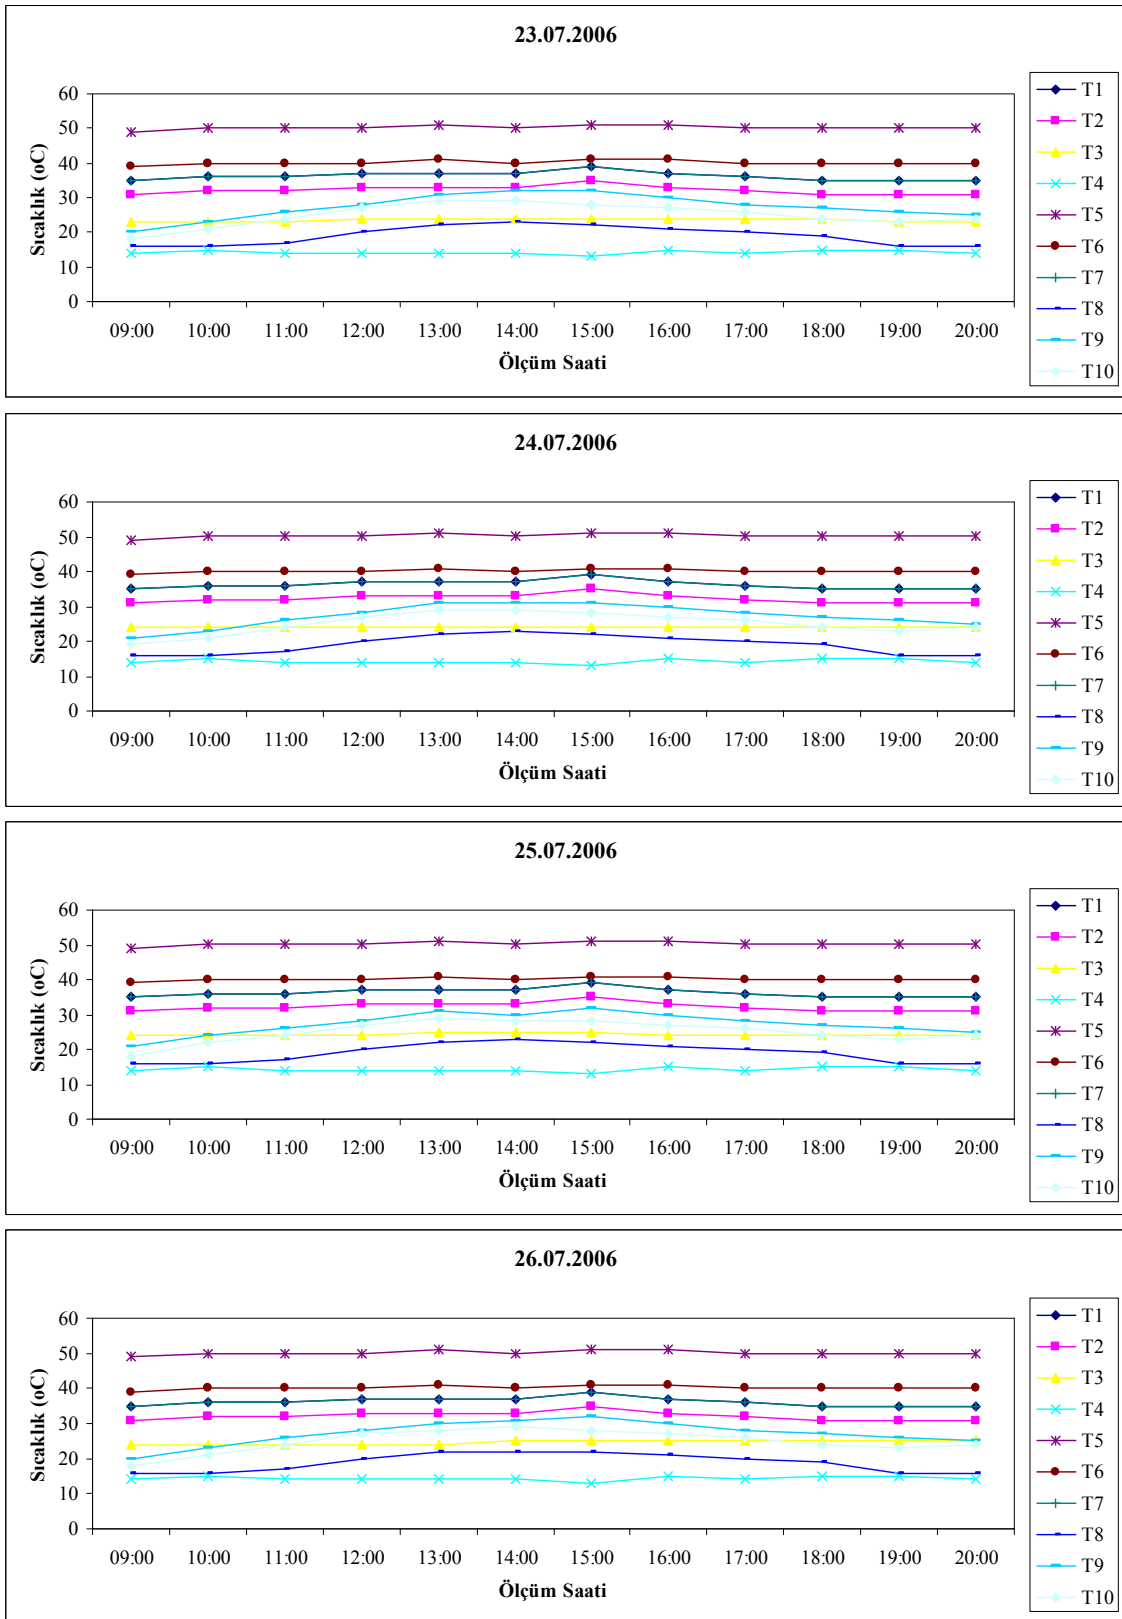 23.07.2006
60
50
40
30
20
10
0
Sıcaklık (oC)
09:00 10:00 11:00 12:00 13:00 14:00 15:00 16:00 17:00 18:00 19:00 20:00
Ölçüm Saati
T1
T2
T3
T4
T5
T6
T7
T8
T9
T10
24.07.2006
60
50
40
30
20
10
0
Sıcaklık (oC)
09:00 10:00 11:00 12:00 13:00 14:00 15:00 16:00 17:00 18:00 19:00 20:00
Ölçüm Saati
T1
T2
T3
T4
T5
T6
T7
T8
T9
T10
25.07.2006
60
50
40
30
20
10
0
Sıcaklık (oC)
09:00 10:00 11:00 12:00 13:00 14:00 15:00 16:00 17:00 18:00 19:00 20:00
Ölçüm Saati
T1
T2
T3
T4
T5
T6
T7
T8
T9
T10
26.07.2006
60
50
40
30
20
10
0
Sıcaklık (oC)
09:00 10:00 11:00 12:00 13:00 14:00 15:00 16:00 17:00 18:00 19:00 20:00
Ölçüm Saati
T1
T2
T3
T4
T5
T6
T7
T8
T9
T10